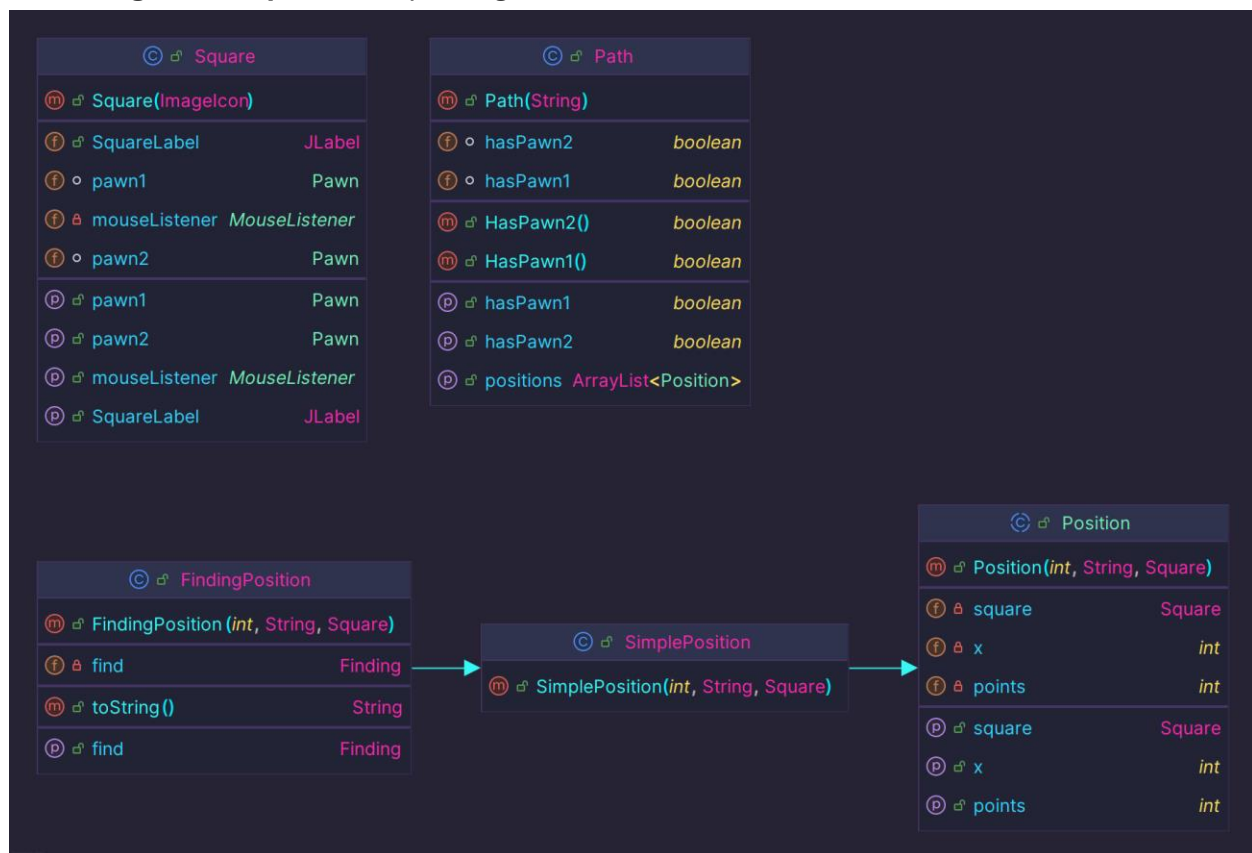 Square
Square(ImageIcon)
SquareLabel JLabel
pawn1 Pawn
mouseListener MouseListener
pawn2 Pawn
pawn1 Pawn
pawn2 Pawn
mouseListener MouseListener
SquareLabel JLabel
Path
Path(String)
hasPawn2 boolean
hasPawn1 boolean
HasPawn2() boolean
HasPawn1() boolean
hasPawn1 boolean
hasPawn2 boolean
positions ArrayList<Position>
FindingPosition
FindingPosition(int, String, Square)
find Finding
toString() String
find Finding
SimplePosition
SimplePosition(int, String, Square)
Position
Position(int, String, Square)
square Square
x int
points int
square Square
x int
points int